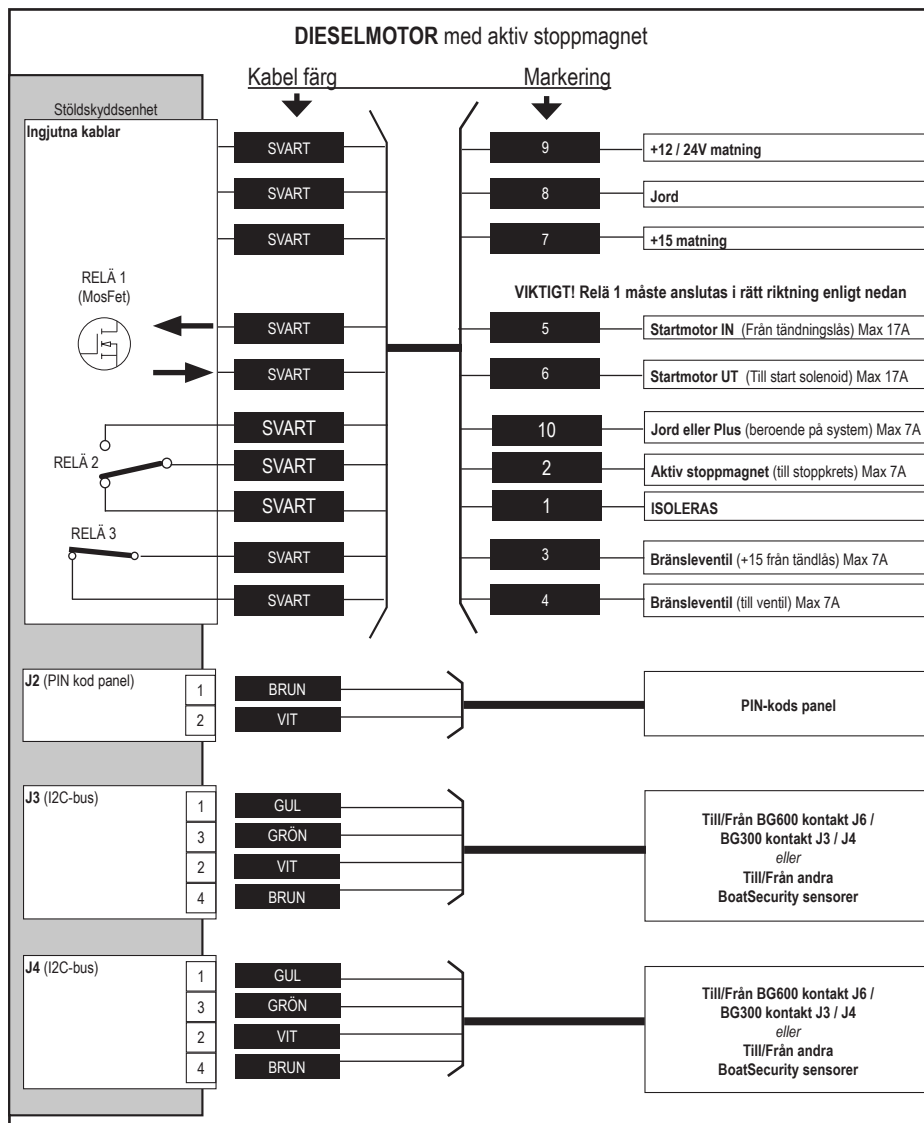 DIESELMOTOR med aktiv stoppmagnet
Kabel färg
Markering
Stöldskyddsenhet
Ingjutna kablar
SVART
9
+12 / 24V matning
SVART
8
Jord
SVART
7
+15 matning
RELÄ 1
(MosFet)
VIKTIGT! Relä 1 måste anslutas i rätt riktning enligt nedan
SVART
5
Startmotor IN (Från tändningslås) Max 17A
SVART
6
Startmotor UT (Till start solenoid) Max 17A
SVART
10
Jord eller Plus (beroende på system) Max 7A
RELÄ 2
SVART
2
Aktiv stoppmagnet (till stoppkrets) Max 7A
SVART
1
ISOLERAS
RELÄ 3
SVART
3
Bränsleventil (+15 från tändlås) Max 7A
SVART
4
Bränsleventil (till ventil) Max 7A
J2 (PIN kod panel)
1
BRUN
2
VIT
PIN-kods panel
J3 (I2C-bus)
1
GUL
3
GRÖN
2
VIT
4
BRUN
Till/Från BG600 kontakt J6 /
BG300 kontakt J3 / J4
eller
Till/Från andra
BoatSecurity sensorer
J4 (I2C-bus)
1
GUL
3
GRÖN
2
VIT
4
BRUN
Till/Från BG600 kontakt J6 /
BG300 kontakt J3 / J4
eller
Till/Från andra
BoatSecurity sensorer